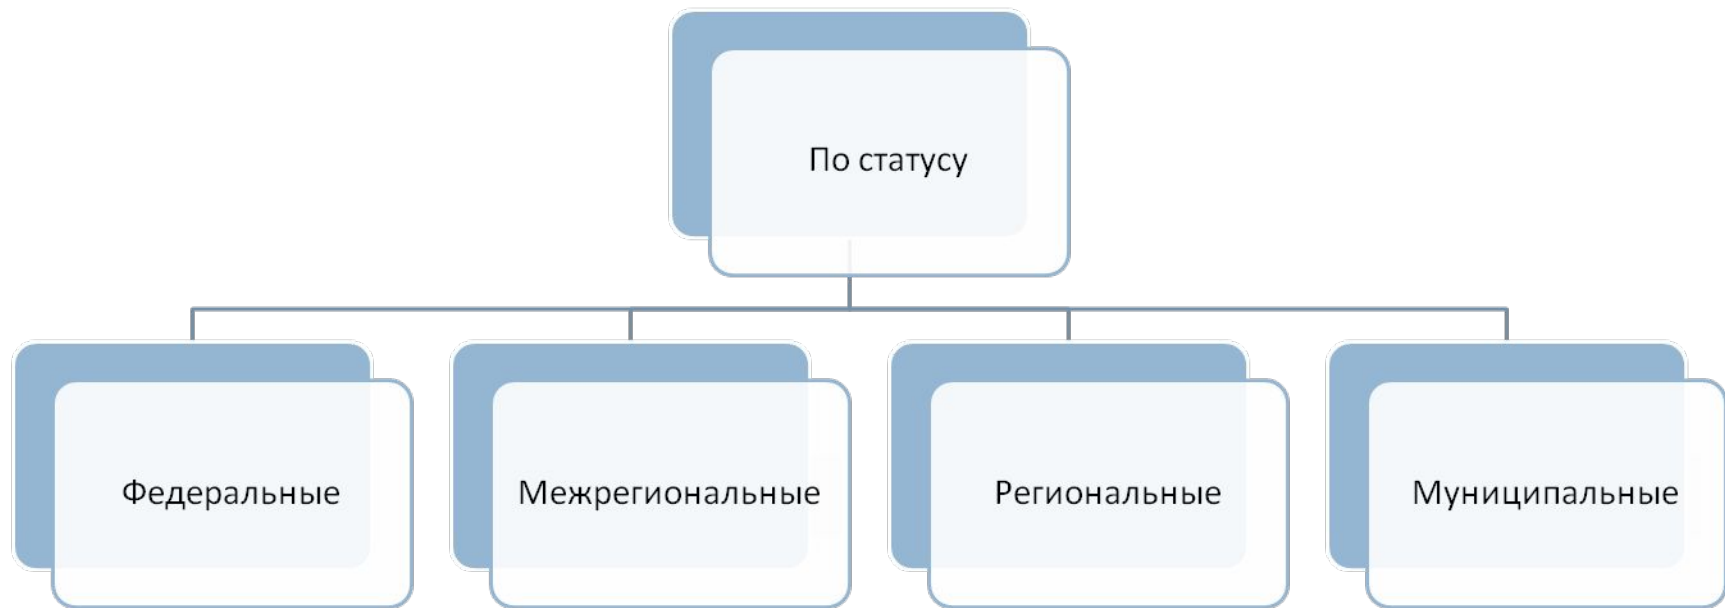 По статусу
Федеральные
Межрегиональные
Региональные
Муниципальные